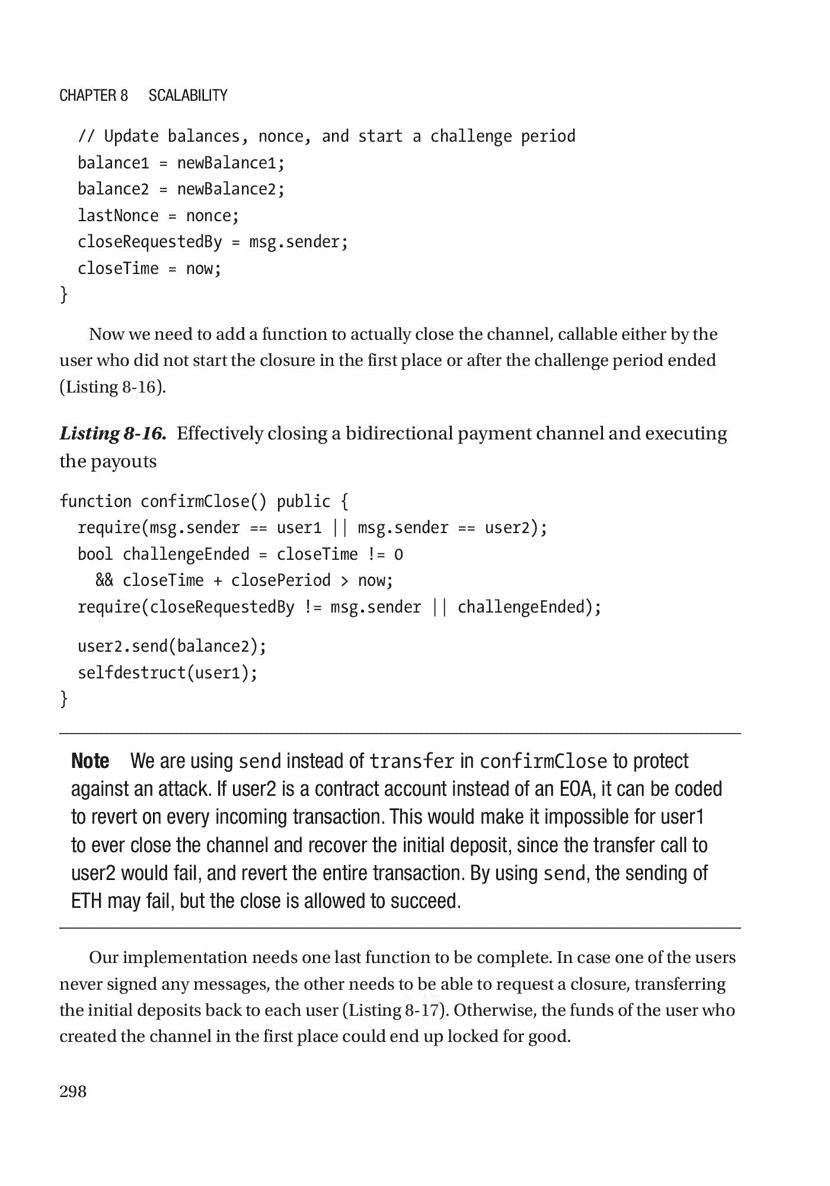 CHAPTER 8 SCALABILITY
// Update balances, nonce, and start a challenge period
balance1 = newBalance1;
balance2 = newBalance2;
lastNonce = nonce;
closeRequestedBy = msg.sender;
closeTime = now;
}
Now we need to add a function to actually close the channel, callable either by the
user who did not start the closure in the first place or after the challenge period ended
(Listing 8-16).
Listing 8-16. Effectively closing a bidirectional payment channel and executing
the payouts
function confirmClose() public {
require(msg.sender == user1 || msg.sender == user2);
bool challengeEnded = closeTime != 0
&& closeTime + closePeriod > now;
require(closeRequestedBy != msg.sender || challengeEnded);
user2.send(balance2);
selfdestruct(user1);
}
Note We are using send instead of transfer in confirmClose to protect
against an attack. If user2 is a contract account instead of an EOA, it can be coded
to revert on every incoming transaction. This would make it impossible for user1
to ever close the channel and recover the initial deposit, since the transfer call to
user2 would fail, and revert the entire transaction. By using send, the sending of
ETH may fail, but the close is allowed to succeed.
Our implementation needs one last function to be complete. In case one of the users
never signed any messages, the other needs to be able to request a closure, transferring
the initial deposits back to each user (Listing 8-17). Otherwise, the funds of the user who
created the channel in the first place could end up locked for good.
298